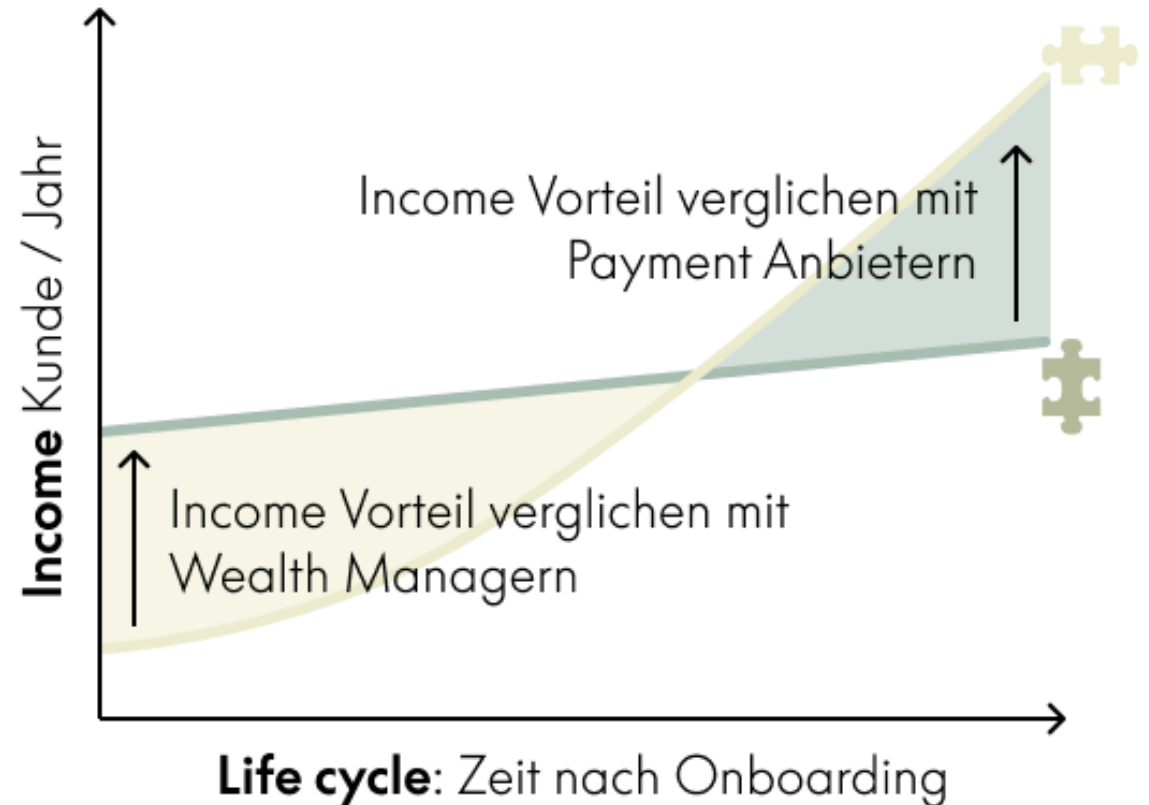 Income Kunde / Jahr
Income Vorteil verglichen mit
Payment Anbietern
Income Vorteil verglichen mit
Wealth Managern
Life cycle: Zeit nach Onboarding